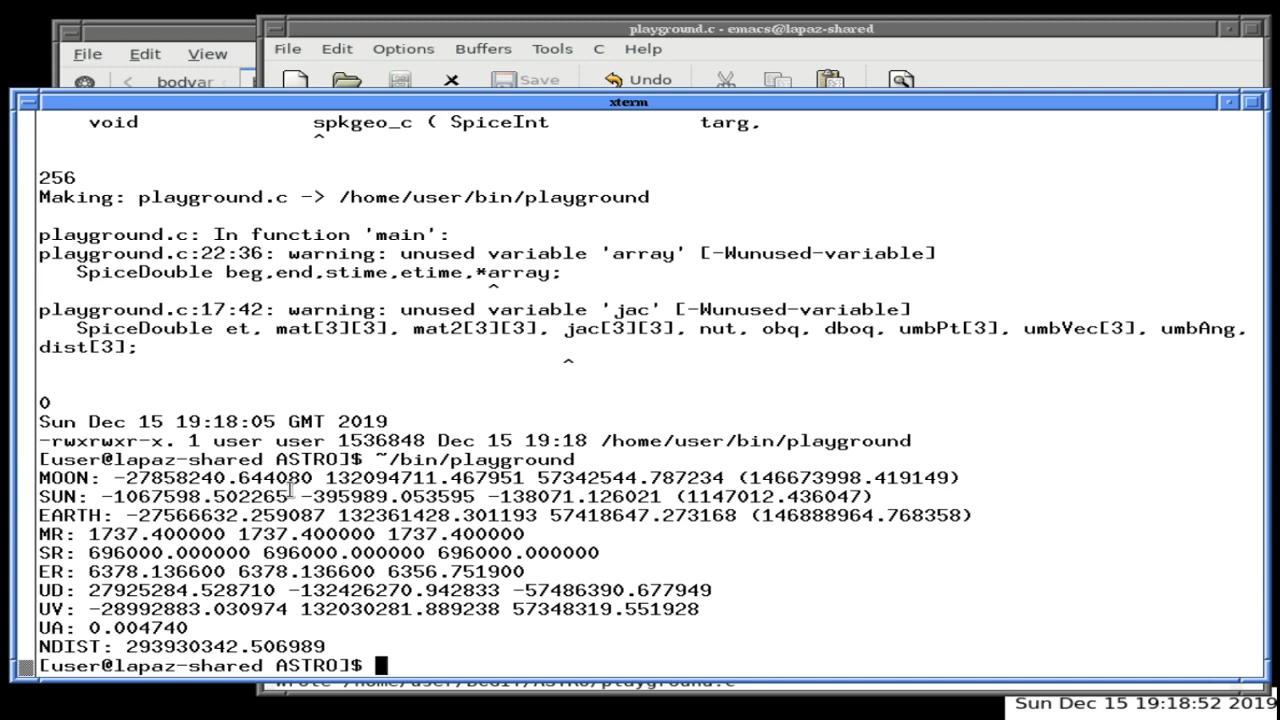 playground.c - emacs@lapaz-shared
File Edit View
File Edit Options Buffers Tools C Help
bodvar
Save Undo
xterm
void spkgeo_c ( SpiceInt targ,
^
256
Making: playground.c -> /home/user/bin/playground
playground.c: In function 'main':
playground.c:22:36: warning: unused variable 'array' [-Wunused-variable]
SpiceDouble beg,end,stime,etime,*array;
^
playground.c:17:42: warning: unused variable 'jac' [-Wunused-variable]
SpiceDouble et, mat[3][3], mat2[3][3], jac[3][3], nut, obq, dboq, umbPt[3], umbVec[3], umbAng,
dist[3];
^
0
Sun Dec 15 19:18:05 GMT 2019
-rwxrwxr-x. 1 user user 1536848 Dec 15 19:18 /home/user/bin/playground
[user@lapaz-shared ASTRO]$ ~/bin/playground
MOON: -27858240.644080 132094711.467951 57342544.787234 (146673998.419149)
SUN: -1067598.502265 -395989.053595 -138071.126021 (1147012.436047)
EARTH: -27566632.259087 132361428.301193 57418647.273168 (146888964.768358)
MR: 1737.400000 1737.400000 1737.400000
SR: 696000.000000 696000.000000 696000.000000
ER: 6378.136600 6378.136600 6356.751900
UD: 27925284.528710 -132426270.942833 -57486390.677949
UV: -28992883.030974 132030281.889238 57348319.551928
UA: 0.004740
NDIST: 293930342.506989
[user@lapaz-shared ASTRO]$
Sun Dec 15 19:18:52 2019